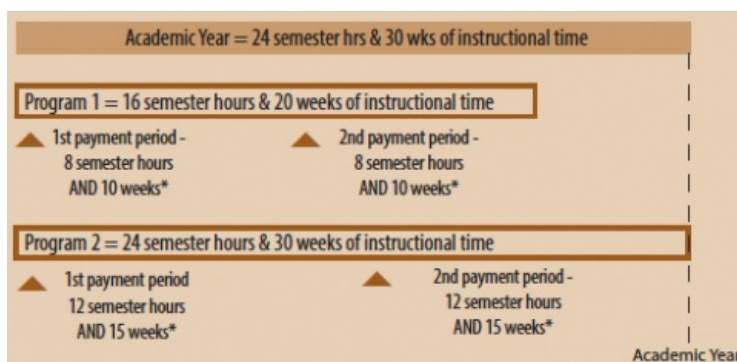 Academic Year = 24 semester hrs & 30 wks of instructional time
Program 1 = 16 semester hours & 20 weeks of instructional time
1st payment period -
8 semester hours
AND 10 weeks*
2nd payment period -
8 semester hours
AND 10 weeks*
Program 2 = 24 semester hours & 30 weeks of instructional time
1st payment period
12 semester hours
AND 15 weeks*
2nd payment period -
12 semester hours
AND 15 weeks*
Academic Year